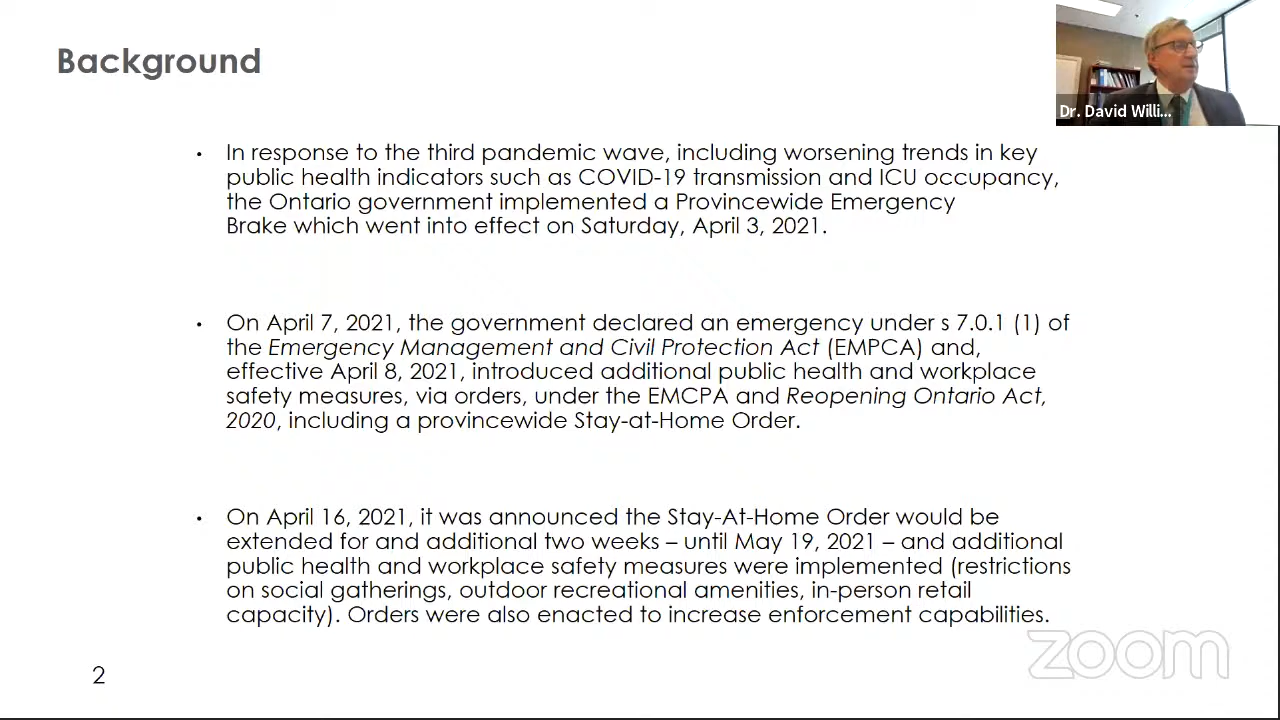 Background
Dr. David Willi...
• In response to the third pandemic wave, including worsening trends in key
public health indicators such as COVID-19 transmission and ICU occupancy,
the Ontario government implemented a Provincewide Emergency
Brake which went into effect on Saturday, April 3, 2021.
• On April 7, 2021, the government declared an emergency under s 7.0.1 (1) of
the Emergency Management and Civil Protection Act (EMPCA) and,
effective April 8, 2021, introduced additional public health and workplace
safety measures, via orders, under the EMCPA and Reopening Ontario Act,
2020, including a provincewide Stay-at-Home Order.
• On April 16, 2021, it was announced the Stay-At-Home Order would be
extended for and additional two weeks – until May 19, 2021 – and additional
public health and workplace safety measures were implemented (restrictions
on social gatherings, outdoor recreational amenities, in-person retail
capacity). Orders were also enacted to increase enforcement capabilities.
zoom
2